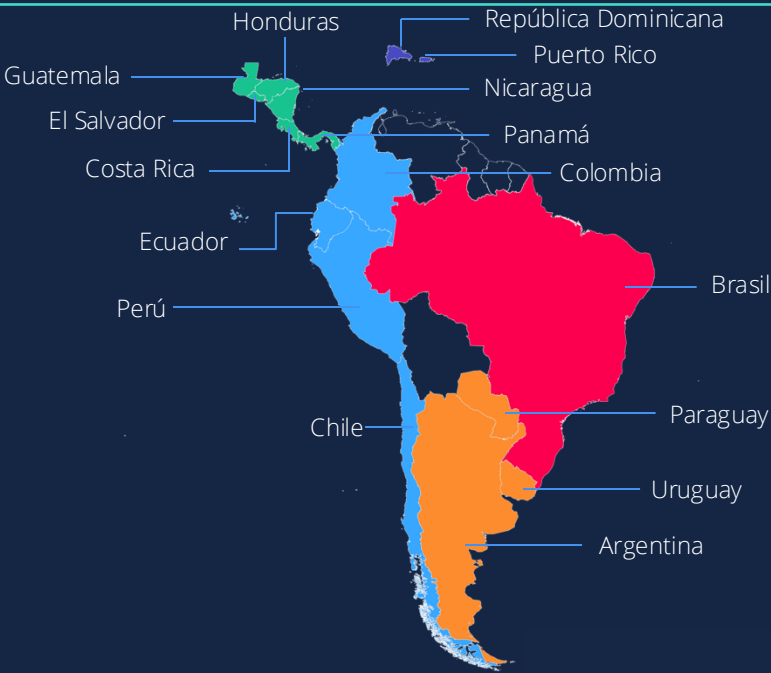 República Dominicana
Honduras
Puerto Rico
Guatemala
Nicaragua
El Salvador
Panamá
Costa Rica
Colombia
Ecuador
Brasil
Perú
Paraguay
Chile
Uruguay
Argentina